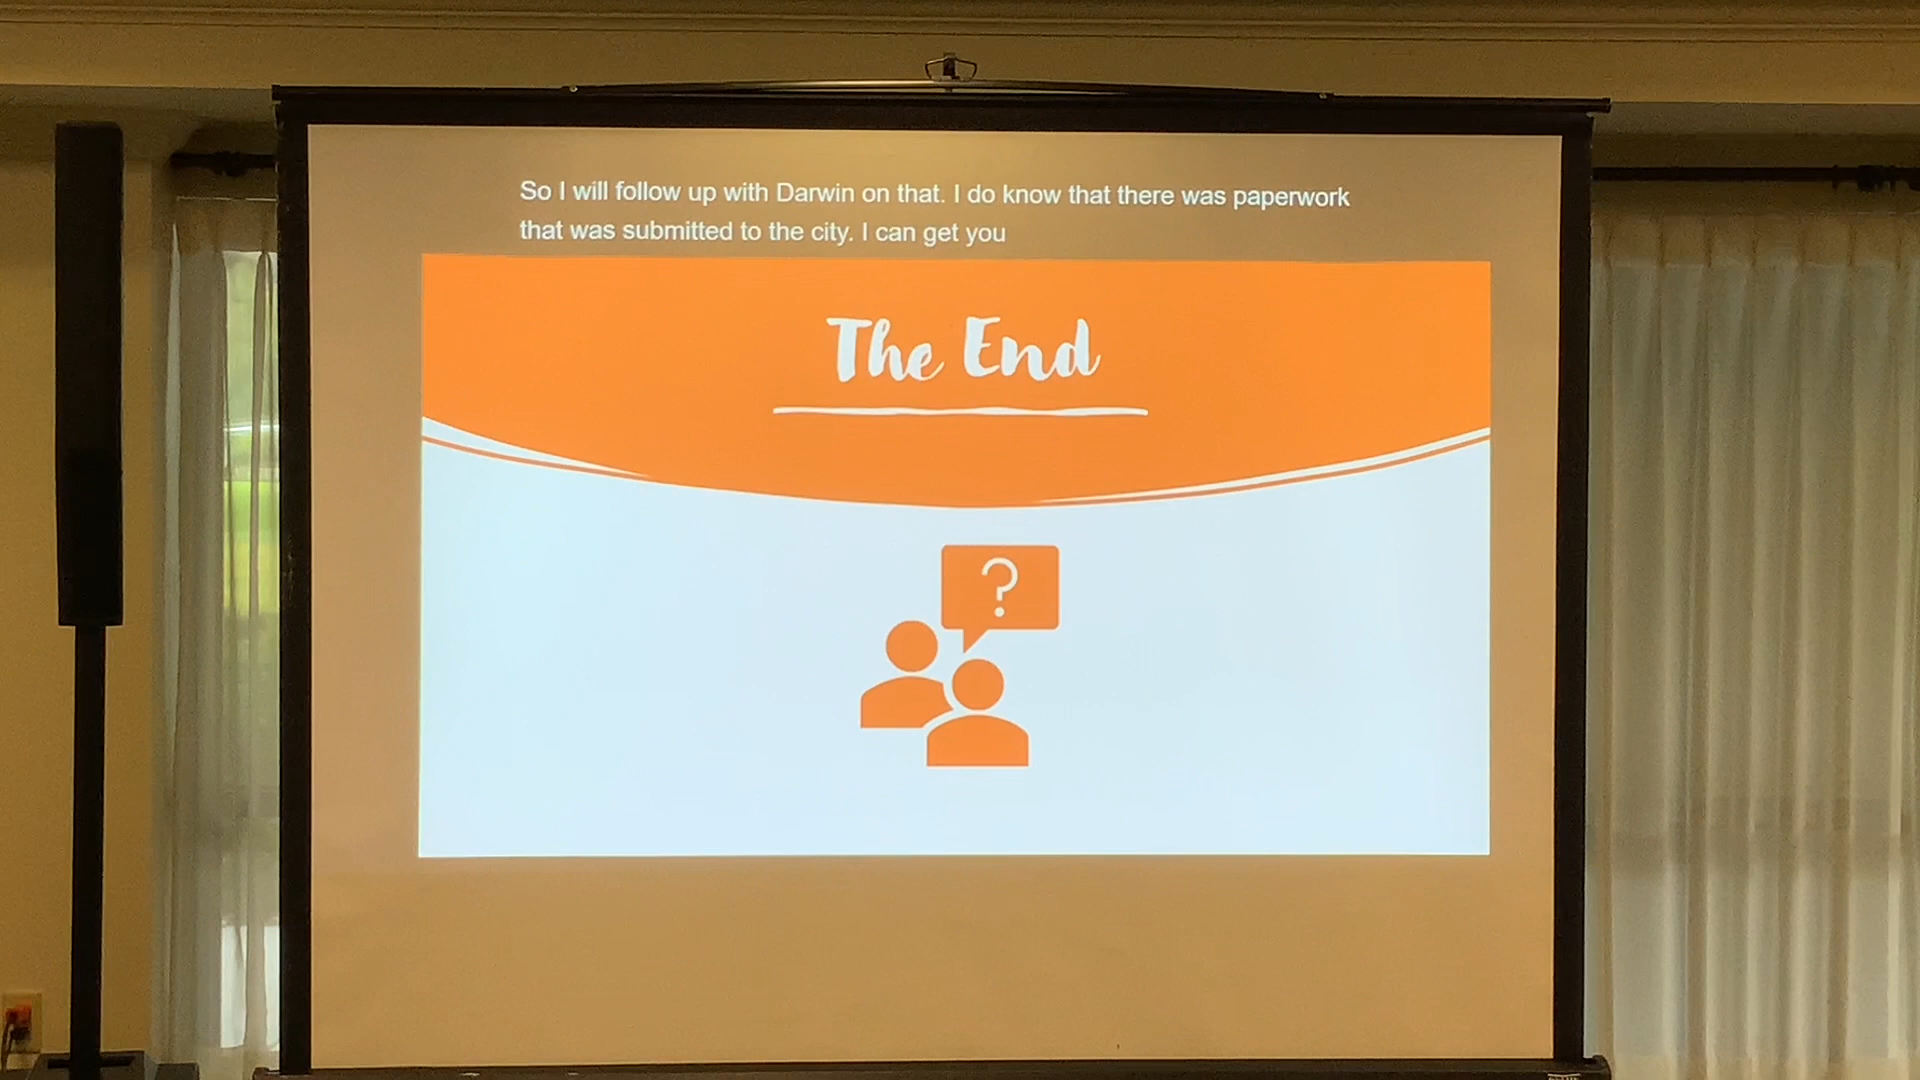 So I will follow up with Darwin on that. I do know that there was paperwork
that was submitted to the city. I can get you
The End
?